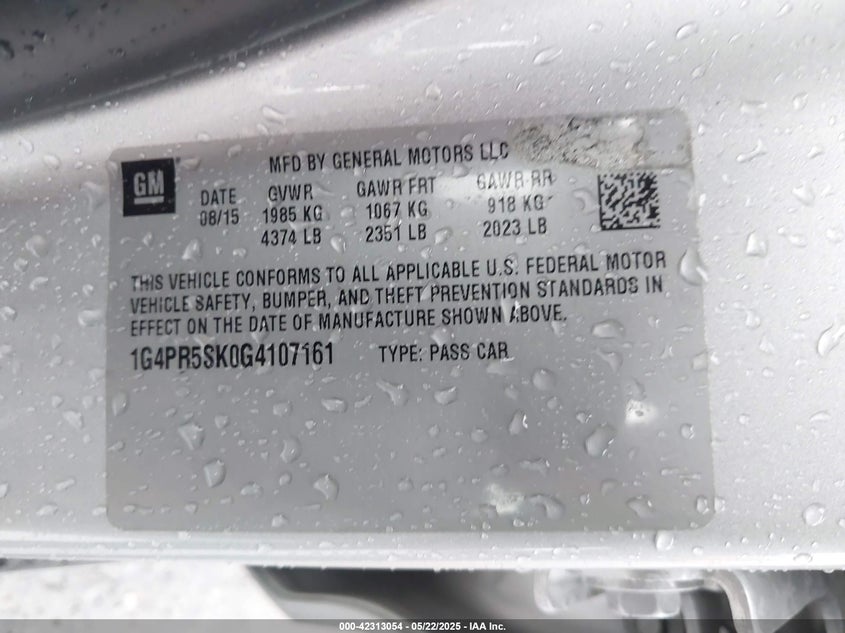 MFD BY GENERAL MOTORS LLC
GM
DATE GVWR GAWR FRT GAWR RR
08/15 1985 KG 1067 KG 918 KG
4374 LB 2351 LB 2023 LB
THIS VEHICLE CONFORMS TO ALL APPLICABLE U.S. FEDERAL MOTOR
VEHICLE SAFETY, BUMPER, AND THEFT PREVENTION STANDARDS IN
EFFECT ON THE DATE OF MANUFACTURE SHOWN ABOVE.
1G4PR5SK0G4107161 TYPE: PASS CAR
000-42313054 - 05/22/2025 - IAA Inc.